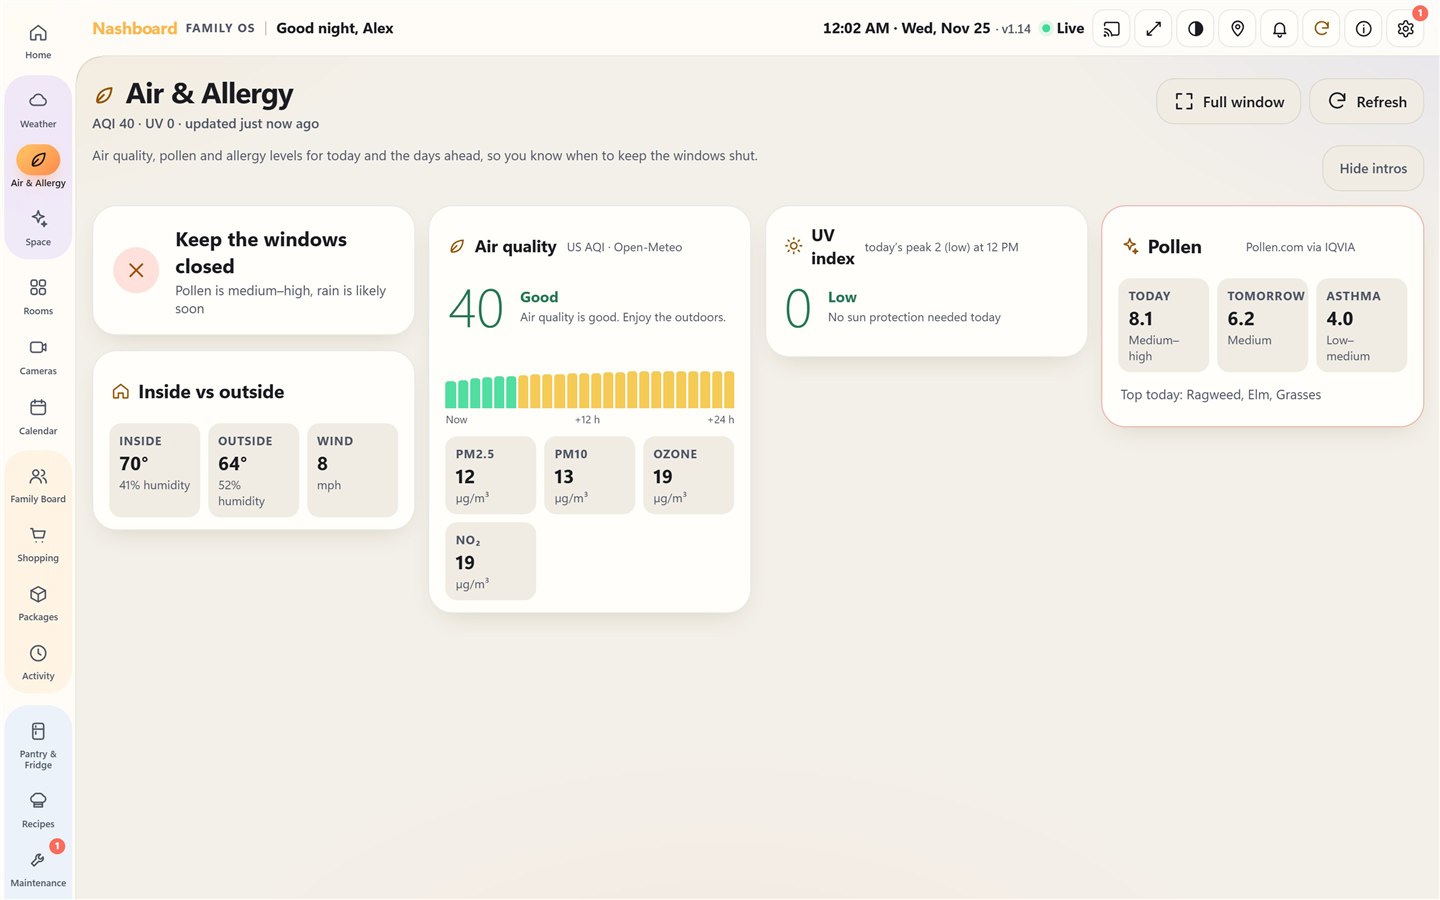 Nashboard FAMILY OS Good night, Alex
12:02 AM · Wed, Nov 25 · v1.14 Live
1
Home
Weather
Air & Allergy
Space
Rooms
Cameras
Calendar
Family Board
Shopping
Packages
Activity
Pantry &
Fridge
Recipes
1
Maintenance
Air & Allergy
AQI 40 · UV 0 · updated just now ago
Full window
Refresh
Air quality, pollen and allergy levels for today and the days ahead, so you know when to keep the windows shut.
Hide intros
Keep the windows
closed
Pollen is medium–high, rain is likely
soon
Inside vs outside
INSIDE
70°
41% humidity
OUTSIDE
64°
52%
humidity
WIND
8
mph
Air quality US AQI · Open-Meteo
40
Good
Air quality is good. Enjoy the outdoors.
Now +12 h +24 h
PM2.5
12
µg/m³
PM10
13
µg/m³
OZONE
19
µg/m³
NO₂
19
µg/m³
UV
index
today's peak 2 (low) at 12 PM
0
Low
No sun protection needed today
Pollen Pollen.com via IQVIA
TODAY
8.1
Medium–
high
TOMORROW
6.2
Medium
ASTHMA
4.0
Low–
medium
Top today: Ragweed, Elm, Grasses